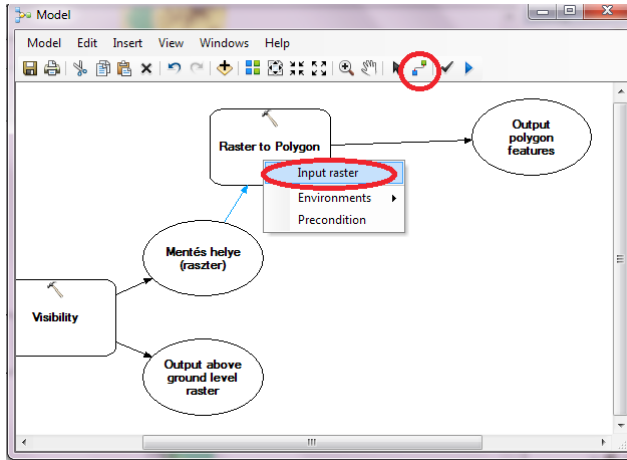 Model
Model Edit Insert View Windows Help
Raster to Polygon
Output
polygon
features
Input raster
Environments
Precondition
Mentés helye
(raszter)
Visibility
Output above
ground level
raster